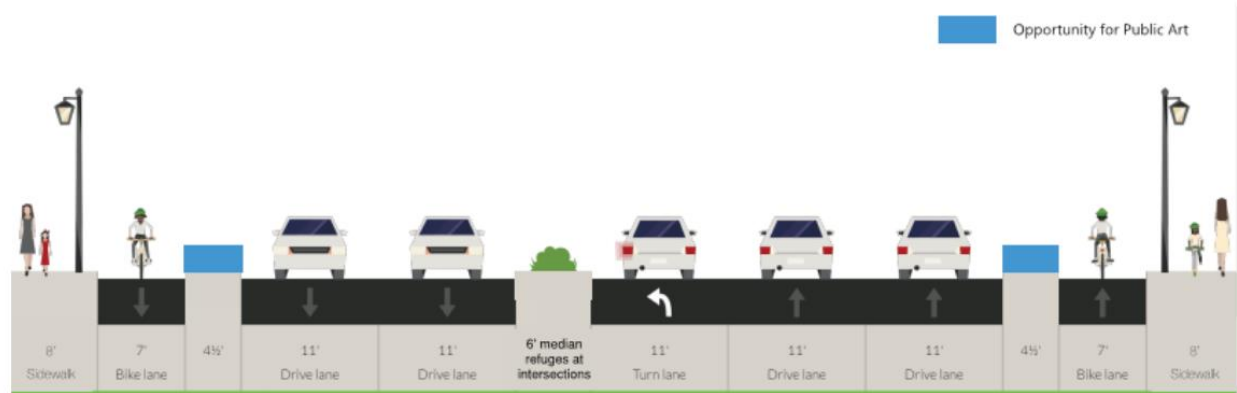 Opportunity for Public Art
8'
Sidewalk
7'
Bike lane
4½'
11'
Drive lane
11'
Drive lane
6' median
refuges at
intersections
11'
Turn lane
11'
Drive lane
11'
Drive lane
4½'
7'
Bike lane
8'
Sidewalk